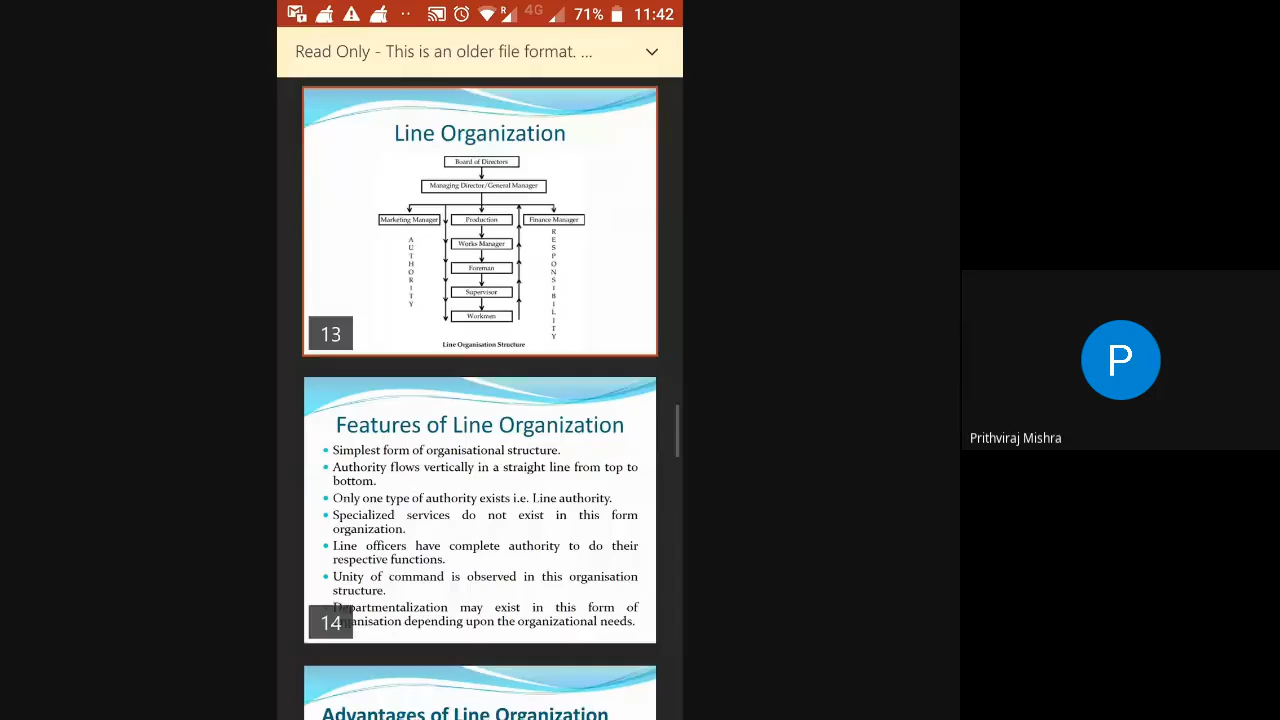 R 4G 71% 11:42
Read Only - This is an older file format. ...
Line Organization
Board of Directors
Managing Director/General Manager
Marketing Manager Production Finance Manager
Works Manager
Foreman
Supervisor
Workmen
AUTHORITY
RESPONSIBILITY
Line Organisation Structure
13
Features of Line Organization
• Simplest form of organisational structure.
• Authority flows vertically in a straight line from top to
bottom.
• Only one type of authority exists i.e. Line authority.
• Specialized services do not exist in this form
organization.
• Line officers have complete authority to do their
respective functions.
• Unity of command is observed in this organisation
structure.
Departmentalization may exist in this form of
anisation depending upon the organizational needs.
14
Advantages of Line Organization
P
Prithviraj Mishra